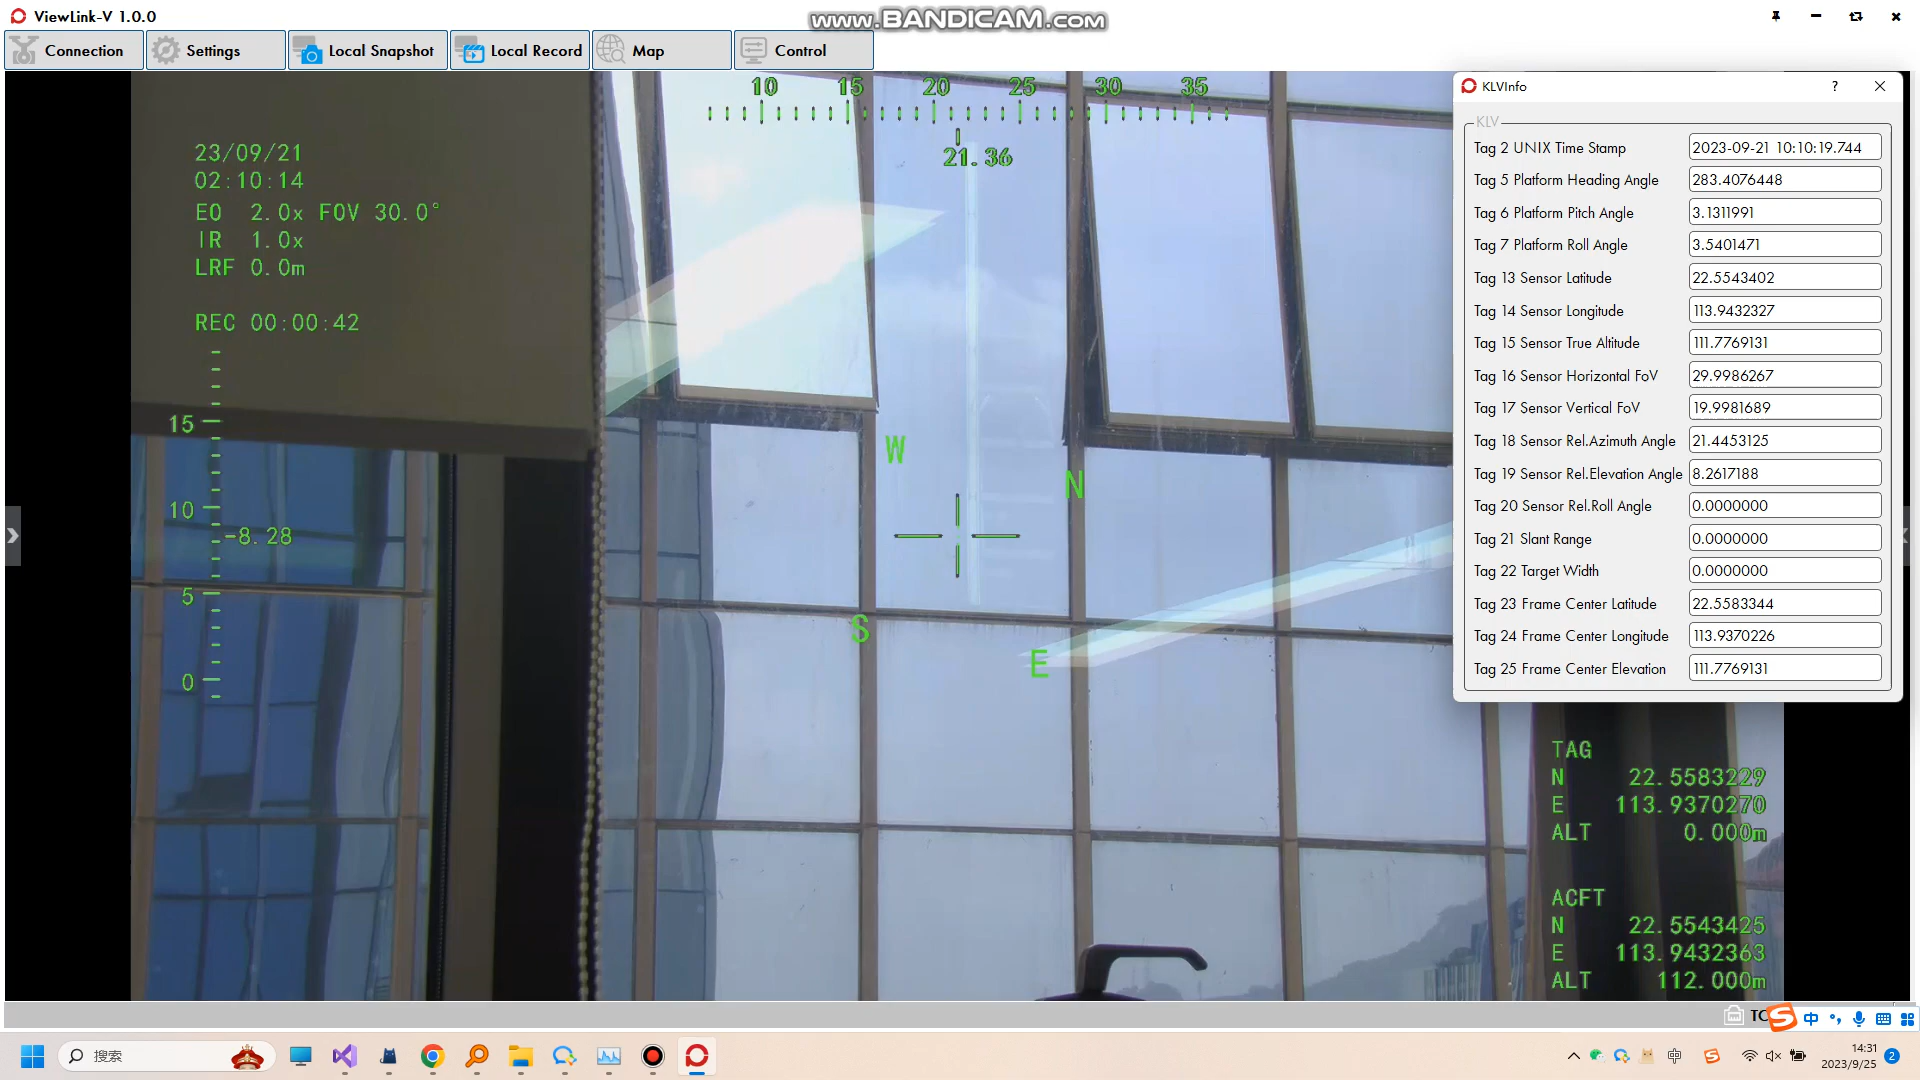 ViewLink-V 1.0.0
www.BANDICAM.com
Connection
Settings
Local Snapshot
Local Record
Map
Control
10 15 20 25 30 35
21.36
23/09/21
02:10:14
EO 2.0x FOV 30.0°
IR 1.0x
LRF 0.0m
REC 00:00:42
15
10
-8.28
5
0
W
N
S
E
KLVInfo
KLV
Tag 2 UNIX Time Stamp 2023-09-21 10:10:19.744
Tag 5 Platform Heading Angle 283.4076448
Tag 6 Platform Pitch Angle 3.1311991
Tag 7 Platform Roll Angle 3.5401471
Tag 13 Sensor Latitude 22.5543402
Tag 14 Sensor Longitude 113.9432327
Tag 15 Sensor True Altitude 111.7769131
Tag 16 Sensor Horizontal FoV 29.9986267
Tag 17 Sensor Vertical FoV 19.9981689
Tag 18 Sensor Rel.Azimuth Angle 21.4453125
Tag 19 Sensor Rel.Elevation Angle 8.2617188
Tag 20 Sensor Rel.Roll Angle 0.0000000
Tag 21 Slant Range 0.0000000
Tag 22 Target Width 0.0000000
Tag 23 Frame Center Latitude 22.5583344
Tag 24 Frame Center Longitude 113.9370226
Tag 25 Frame Center Elevation 111.7769131
TAG
N 22.5583229
E 113.9370270
ALT 0.000m
ACFT
N 22.5543425
E 113.9432363
ALT 112.000m
TC
中
搜索
中
14:31
2023/9/25
2